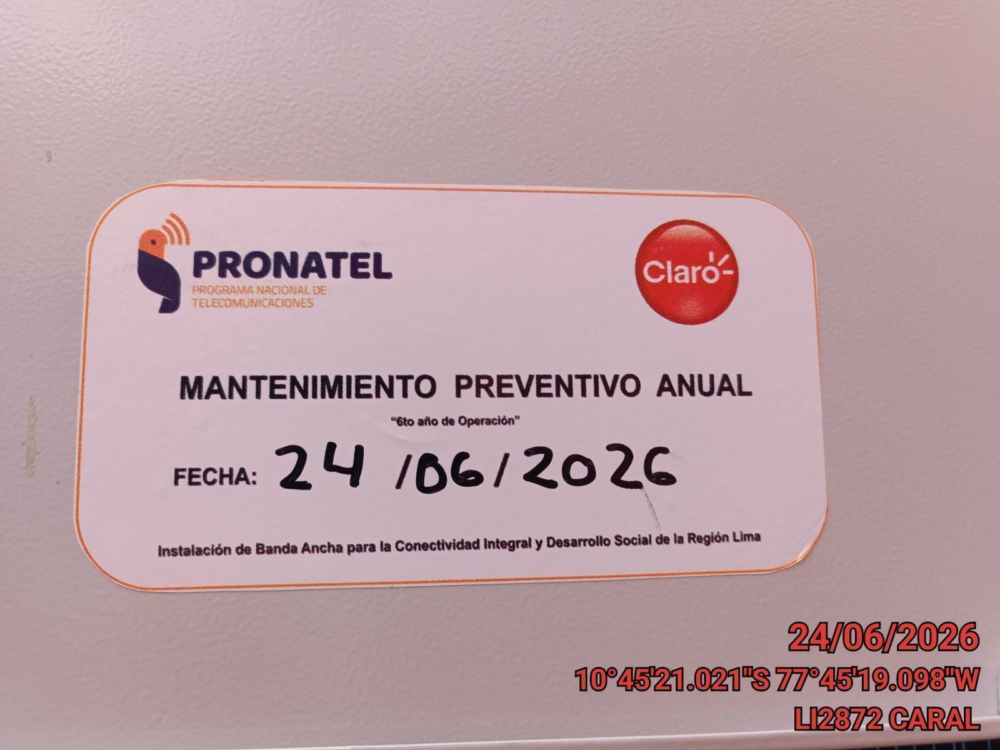 PRONATEL
PROGRAMA NACIONAL DE
TELECOMUNICACIONES
Claro
MANTENIMIENTO PREVENTIVO ANUAL
“6to año de Operación”
FECHA: 24/06/2026
Instalación de Banda Ancha para la Conectividad Integral y Desarrollo Social de la Región Lima
24/06/2026
10°45'21.021"S 77°45'19.098"W
LI2872 CARAL